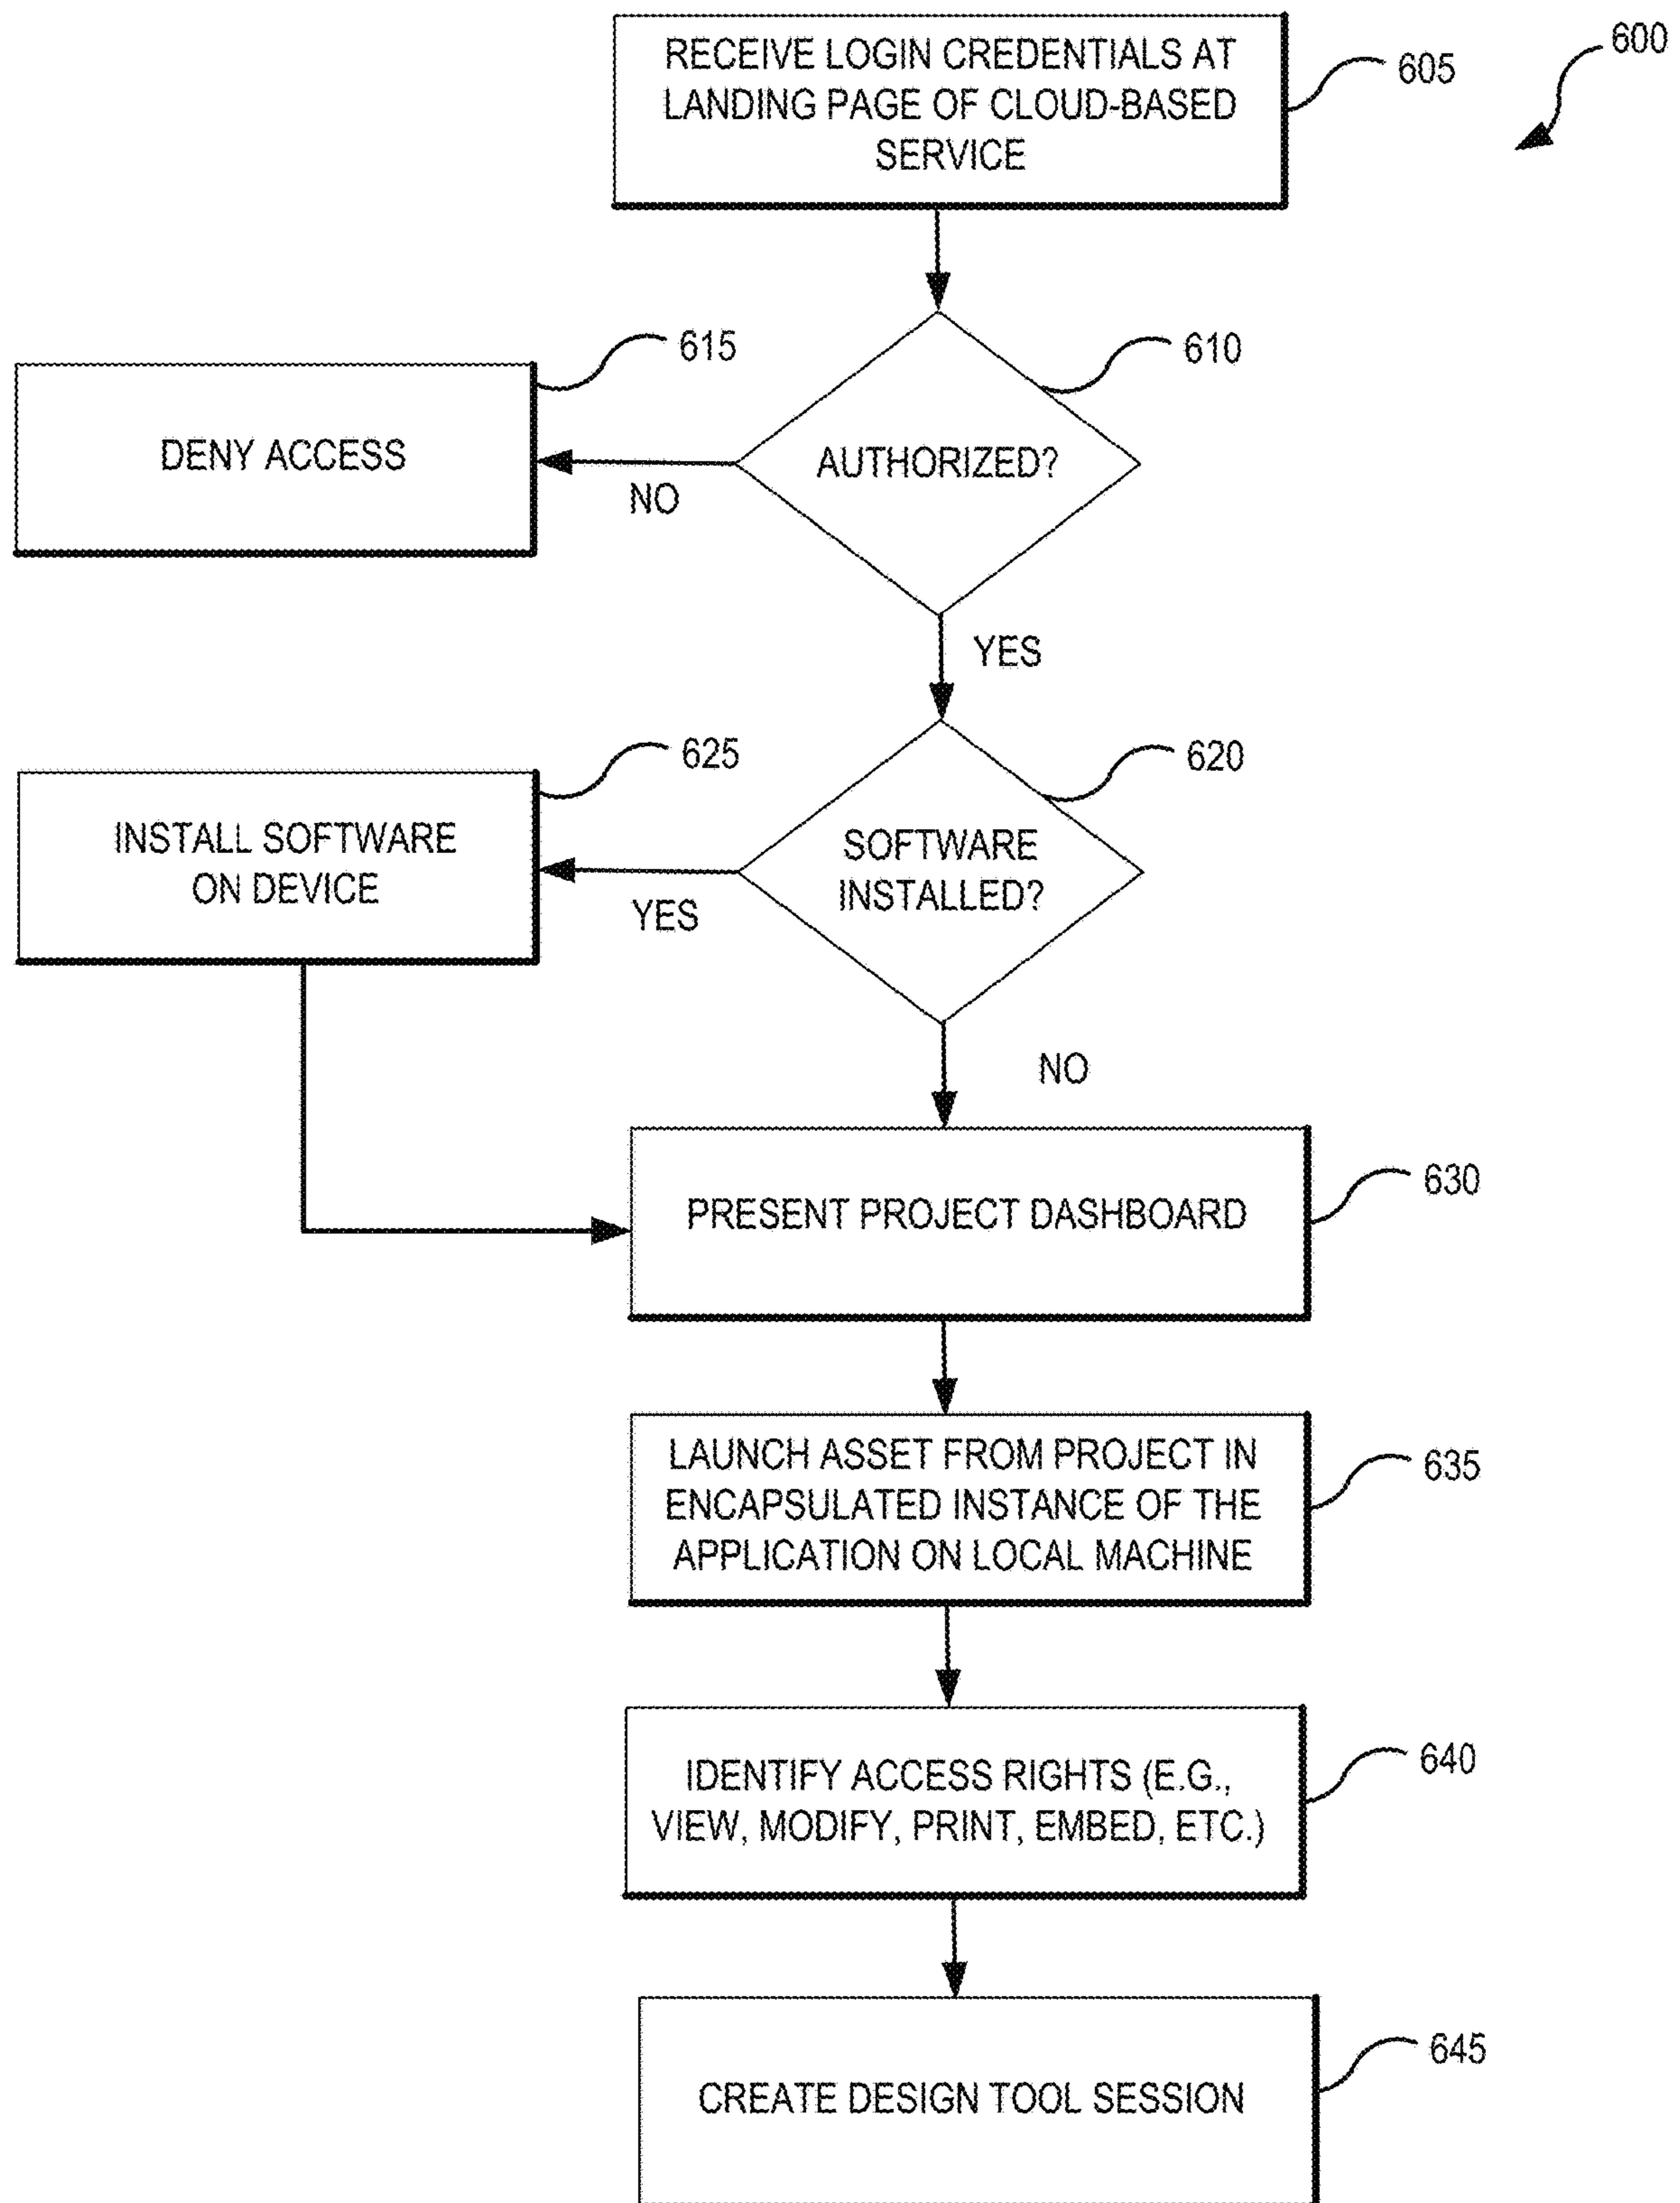 600
RECEIVE LOGIN CREDENTIALS AT
LANDING PAGE OF CLOUD-BASED
SERVICE
605
AUTHORIZED?
610
NO
DENY ACCESS
615
YES
SOFTWARE
INSTALLED?
620
YES
INSTALL SOFTWARE
ON DEVICE
625
NO
PRESENT PROJECT DASHBOARD
630
LAUNCH ASSET FROM PROJECT IN
ENCAPSULATED INSTANCE OF THE
APPLICATION ON LOCAL MACHINE
635
IDENTIFY ACCESS RIGHTS (E.G.,
VIEW, MODIFY, PRINT, EMBED, ETC.)
640
CREATE DESIGN TOOL SESSION
645